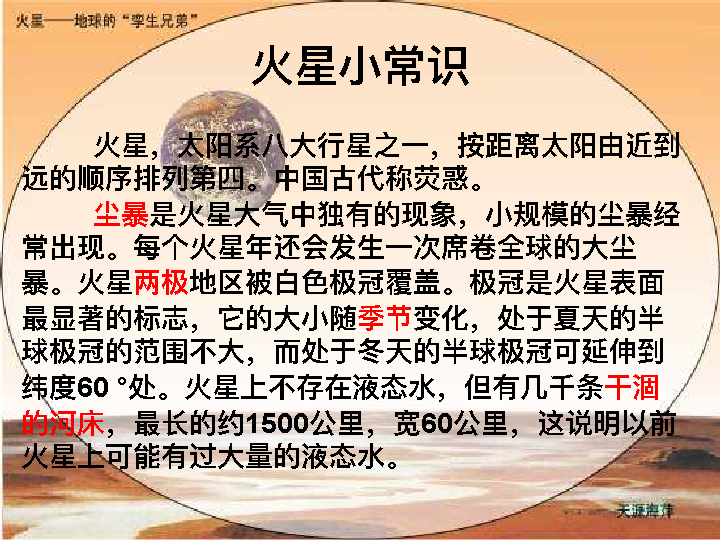 火星——地球的“孪生兄弟”
火星小常识
火星，太阳系八大行星之一，按距离太阳由近到
远的顺序排列第四。中国古代称荧惑。
尘暴是火星大气中独有的现象，小规模的尘暴经
常出现。每个火星年还会发生一次席卷全球的大尘
暴。火星两极地区被白色极冠覆盖。极冠是火星表面
最显著的标志，它的大小随季节变化，处于夏天的半
球极冠的范围不大，而处于冬天的半球极冠可延伸到
纬度60 °处。火星上不存在液态水，但有几千条干涸
的河床，最长的约1500公里，宽60公里，这说明以前
火星上可能有过大量的液态水。
天涯海萍